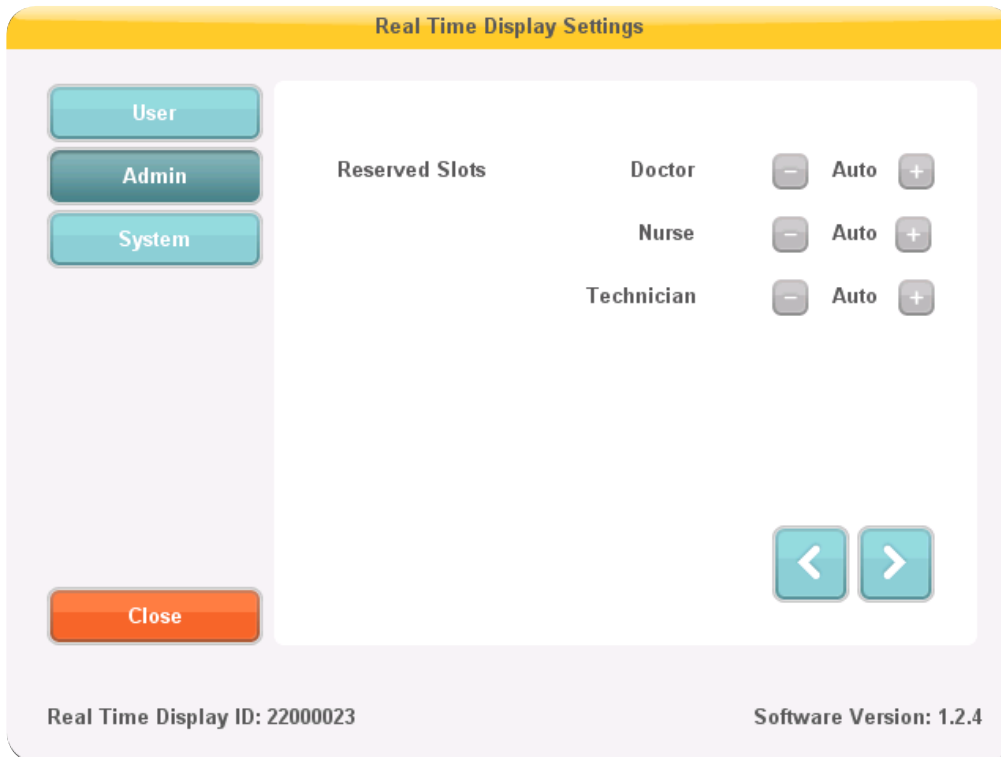 Real Time Display Settings
User
Admin
System
Reserved Slots Doctor - Auto +
Nurse - Auto +
Technician - Auto +
Close
Real Time Display ID: 22000023 Software Version: 1.2.4